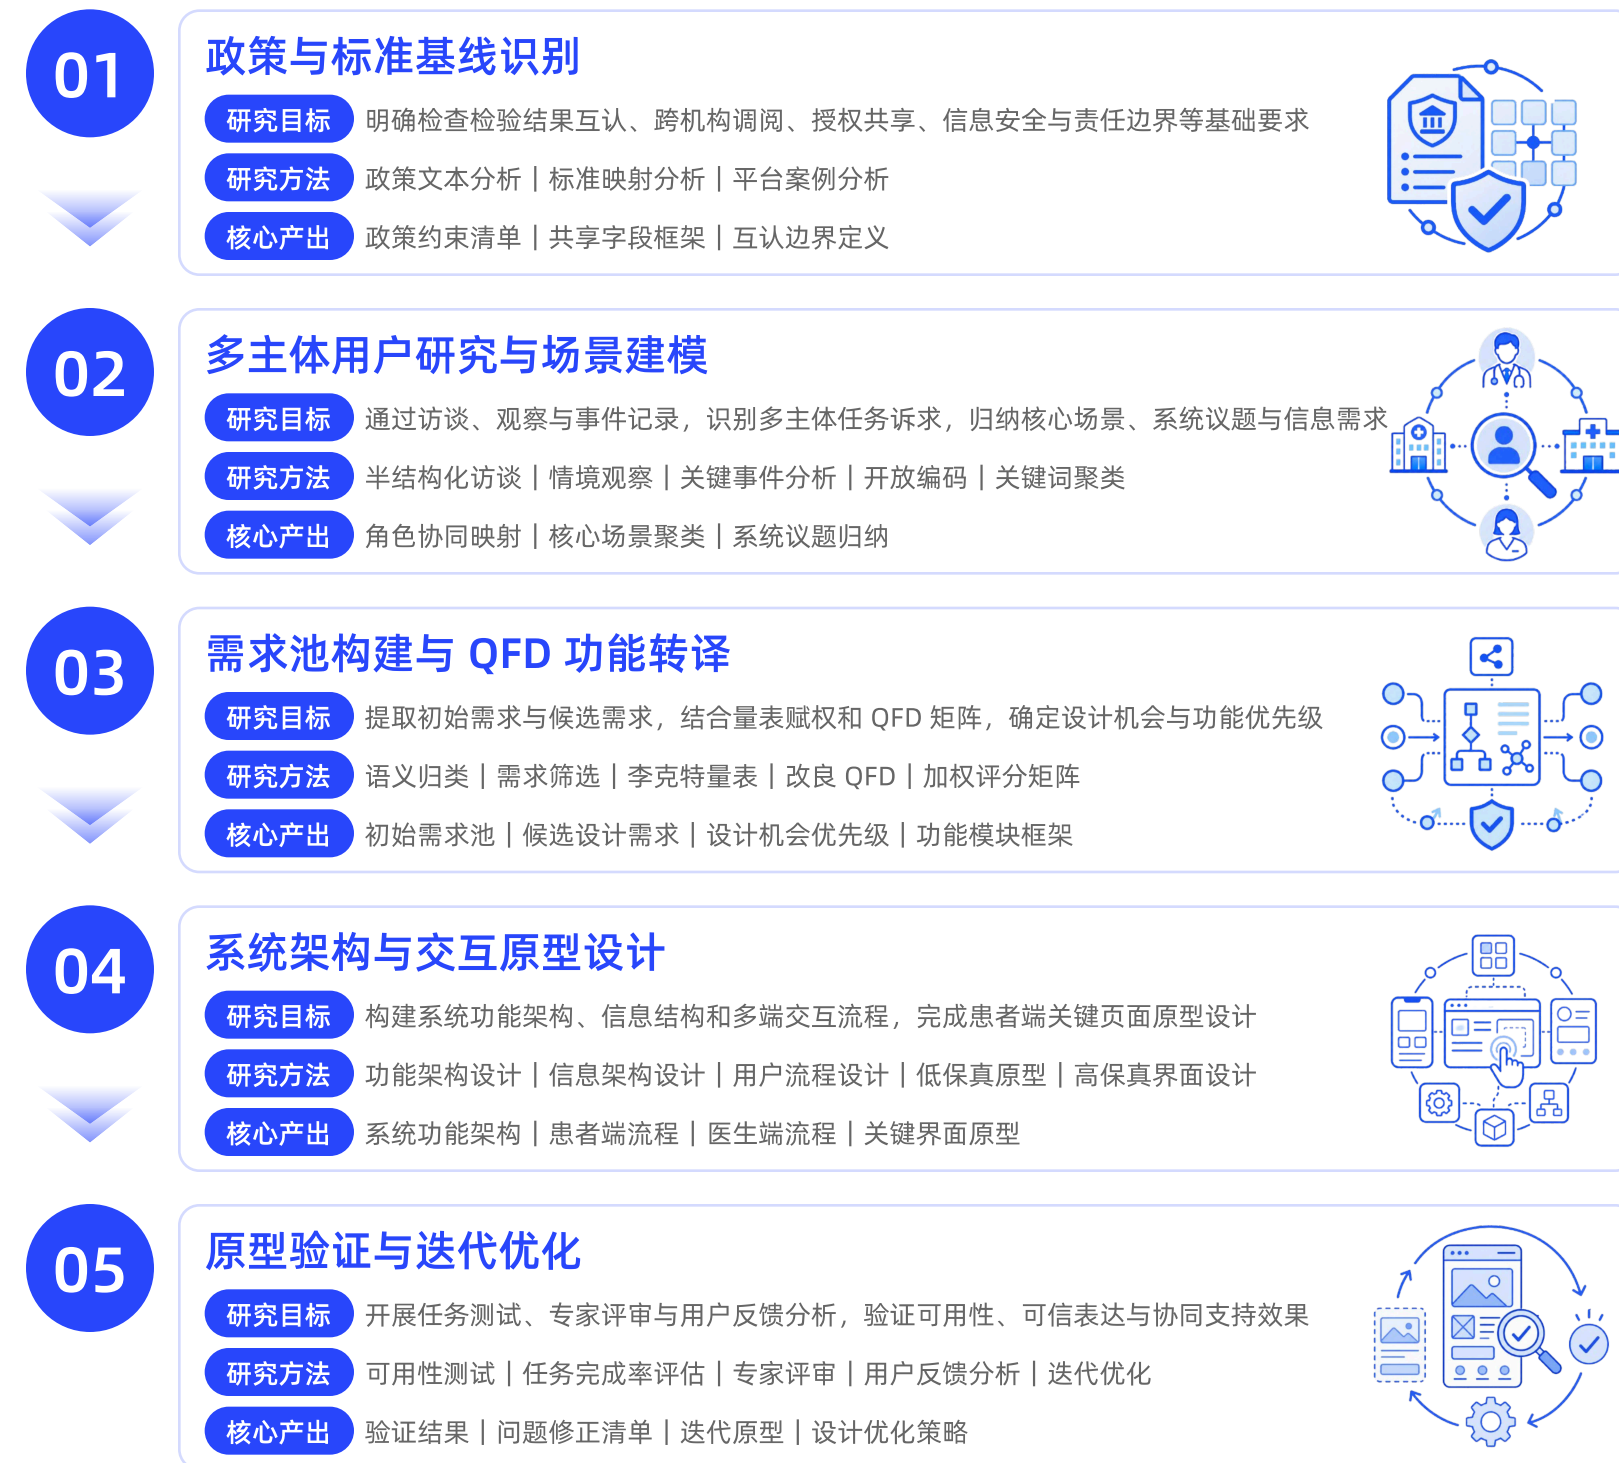 01
政策与标准基线识别
研究目标 明确检查检验结果互认、跨机构调阅、授权共享、信息安全与责任边界等基础要求
研究方法 政策文本分析｜标准映射分析｜平台案例分析
核心产出 政策约束清单｜共享字段框架｜互认边界定义
02
多主体用户研究与场景建模
研究目标 通过访谈、观察与事件记录，识别多主体任务诉求，归纳核心场景、系统议题与信息需求
研究方法 半结构化访谈｜情境观察｜关键事件分析｜开放编码｜关键词聚类
核心产出 角色协同映射｜核心场景聚类｜系统议题归纳
03
需求池构建与 QFD 功能转译
研究目标 提取初始需求与候选需求，结合量表赋权和 QFD 矩阵，确定设计机会与功能优先级
研究方法 语义归类｜需求筛选｜李克特量表｜改良 QFD｜加权评分矩阵
核心产出 初始需求池｜候选设计需求｜设计机会优先级｜功能模块框架
04
系统架构与交互原型设计
研究目标 构建系统功能架构、信息结构和多端交互流程，完成患者端关键页面原型设计
研究方法 功能架构设计｜信息架构设计｜用户流程设计｜低保真原型｜高保真界面设计
核心产出 系统功能架构｜患者端流程｜医生端流程｜关键界面原型
05
原型验证与迭代优化
研究目标 开展任务测试、专家评审与用户反馈分析，验证可用性、可信表达与协同支持效果
研究方法 可用性测试｜任务完成率评估｜专家评审｜用户反馈分析｜迭代优化
核心产出 验证结果｜问题修正清单｜迭代原型｜设计优化策略